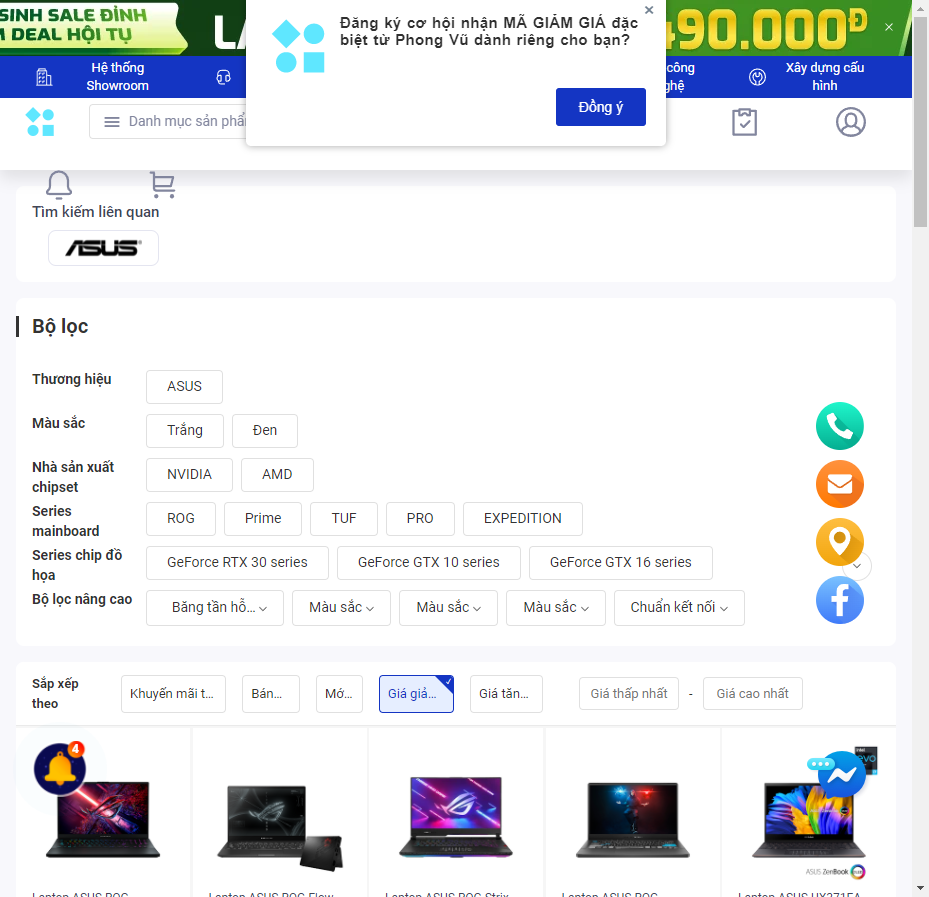 SINH SALE ĐỈNH
DEAL HỘI TỤ
490.000Đ
Đăng ký cơ hội nhận MÃ GIẢM GIÁ đặc
biệt từ Phong Vũ dành riêng cho bạn?
Đồng ý
Hệ thống
Showroom
công
Xây dựng cấu
hình
Danh mục sản phẩ
Tìm kiếm liên quan
ASUS
Bộ lọc
Thương hiệu
ASUS
Màu sắc
Trắng
Đen
Nhà sản xuất
chipset
NVIDIA
AMD
Series
mainboard
ROG
Prime
TUF
PRO
EXPEDITION
Series chip đồ
họa
GeForce RTX 30 series
GeForce GTX 10 series
GeForce GTX 16 series
Bộ lọc nâng cao
Băng tần hỗ...
Màu sắc
Màu sắc
Màu sắc
Chuẩn kết nối
Sắp xếp
theo
Khuyến mãi t...
Bán...
Mớ...
Giá giả...
Giá tăn...
Giá thấp nhất
-
Giá cao nhất
4
ASUS ZenBook
Laptop ASUS ROG
Laptop ASUS ROG Flow
Laptop ASUS ROG Strix
Laptop ASUS ROG
Laptop ASUS UX371EA